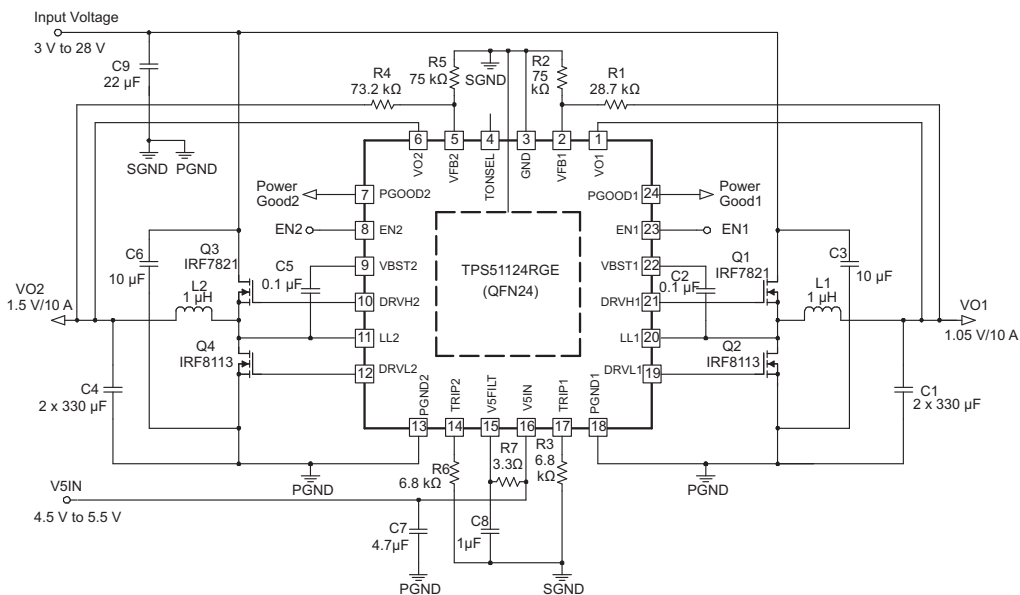 Input Voltage
3 V to 28 V
C9
22 µF
SGND
PGND
R4
73.2 kΩ
R5
75 kΩ
SGND
R2
75
kΩ
R1
28.7 kΩ
6
5
4
3
2
1
VO2
VFB2
TONSEL
GND
VFB1
VO1
Power
Good2
7
PGOOD2
PGOOD1
24
Power
Good1
EN2
8
EN2
EN1
23
EN1
C6
10 µF
Q3
IRF7821
C5
0.1 µF
9
VBST2
TPS51124RGE
(QFN24)
VBST1
22
C2
0.1 µF
Q1
IRF7821
C3
10 µF
VO2
1.5 V/10 A
L2
1 µH
10
DRVH2
DRVH1
21
L1
1 µH
VO1
1.05 V/10 A
11
LL2
LL1
20
Q4
IRF8113
Q2
IRF8113
12
DRVL2
DRVL1
19
C4
2 x 330 µF
C1
2 x 330 µF
PGND2
TRIP2
V5FILT
V5IN
TRIP1
PGND1
13
14
15
16
17
18
R6
6.8 kΩ
R7
3.3Ω
R3
6.8
kΩ
PGND
PGND
V5IN
4.5 V to 5.5 V
C7
4.7µF
C8
1µF
PGND
SGND